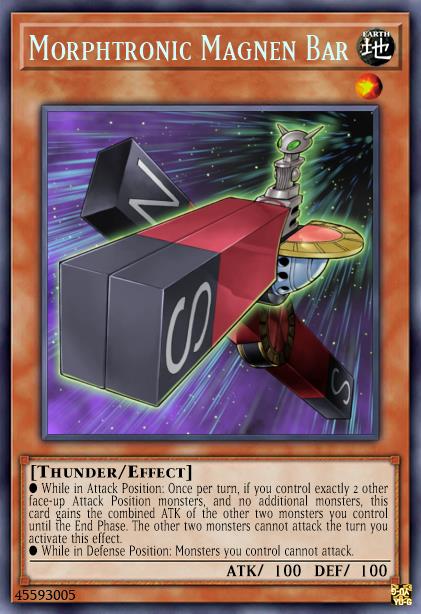 MORPHTRONIC MAGNEN BAR
EARTH
地
N
S
S
[THUNDER/EFFECT]
● While in Attack Position: Once per turn, if you control exactly 2 other
face-up Attack Position monsters, and no additional monsters, this
card gains the combined ATK of the other two monsters you control
until the End Phase. The other two monsters cannot attack the turn you
activate this effect.
● While in Defense Position: Monsters you control cannot attack.
ATK/ 100 DEF/ 100
45593005